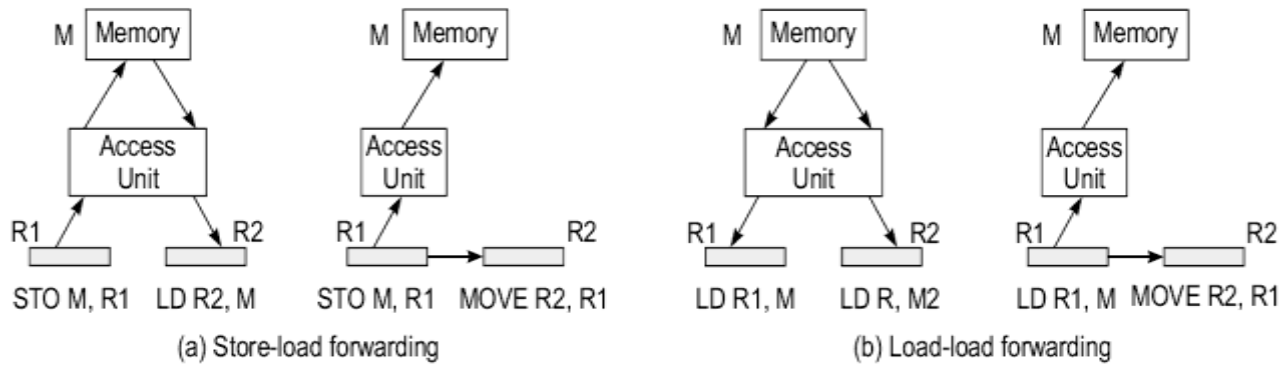 M Memory M Memory M Memory M Memory
Access Unit Access Unit Access Unit Access Unit
R1 R2 R1 R2 R1 R2 R1 R2
STO M, R1 LD R2, M STO M, R1 MOVE R2, R1 LD R1, M LD R, M2 LD R1, M MOVE R2, R1
(a) Store-load forwarding (b) Load-load forwarding